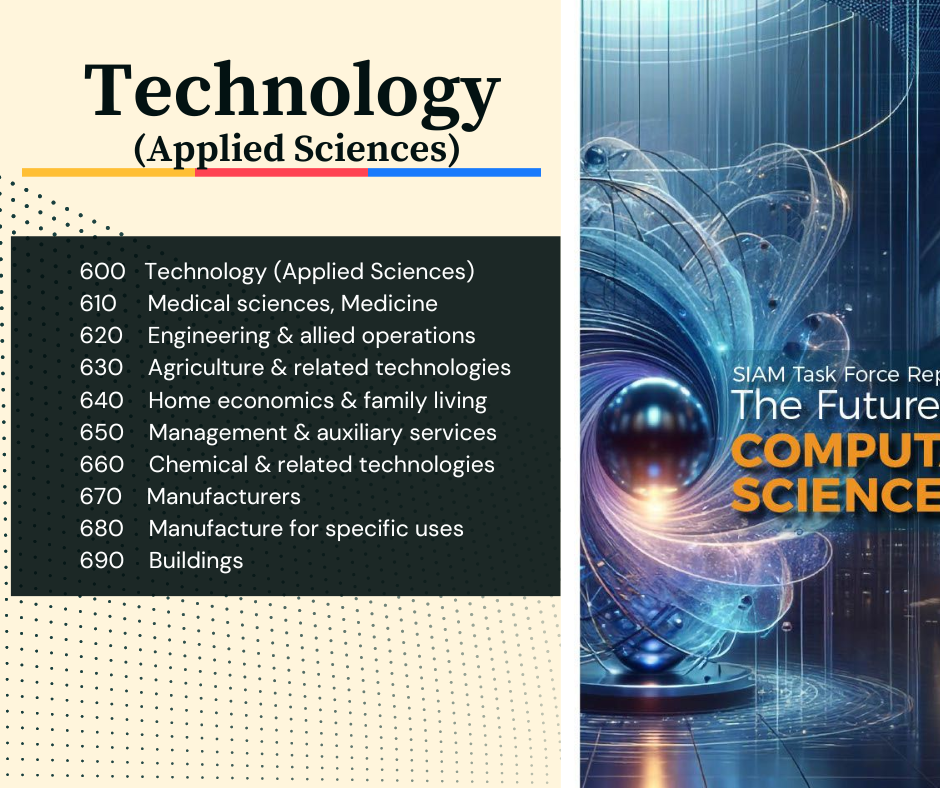 Technology
(Applied Sciences)
600 Technology (Applied Sciences)
610 Medical sciences, Medicine
620 Engineering & allied operations
630 Agriculture & related technologies
640 Home economics & family living
650 Management & auxiliary services
660 Chemical & related technologies
670 Manufacturers
680 Manufacture for specific uses
690 Buildings
SIAM Task Force Rep
The Future
COMPUTA
SCIENCE